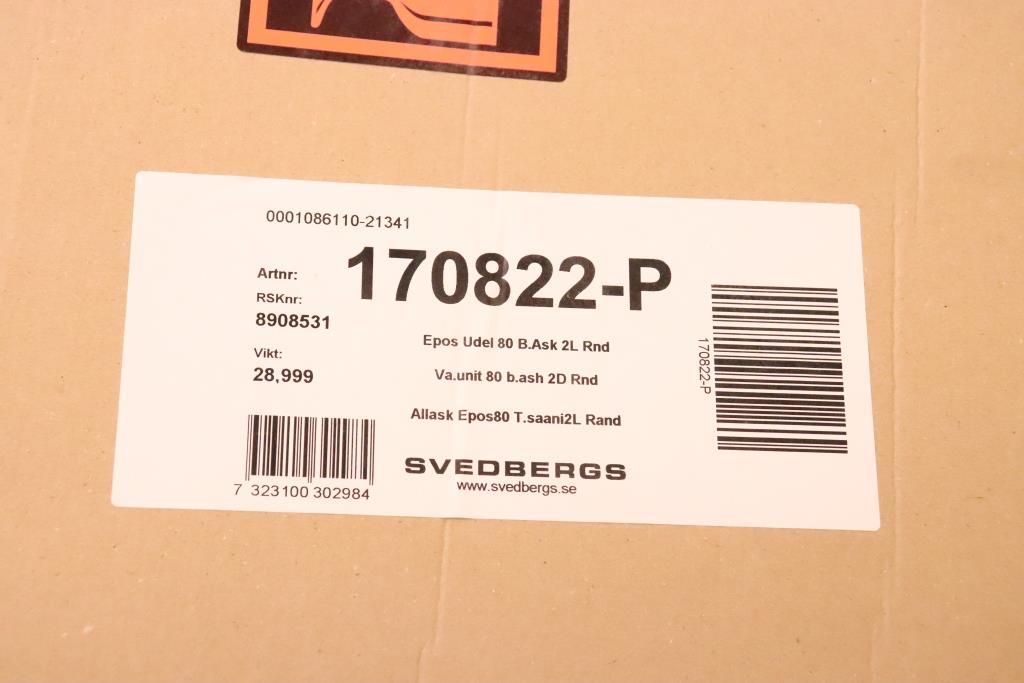 0001086110-21341
Artnr:
170822-P
RSKnr:
8908531
Epos Udel 80 B.Ask 2L Rnd
Vikt:
28,999
Va.unit 80 b.ash 2D Rnd
Allask Epos80 T.saani2L Rand
170822-P
SVEDBERGS
www.svedbergs.se
7 323100 302984